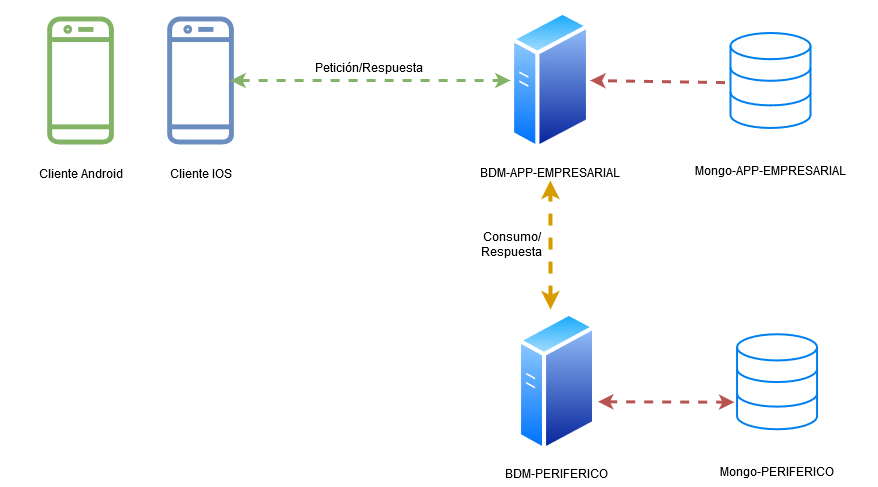 Petición/Respuesta
Cliente Android
Cliente IOS
BDM-APP-EMPRESARIAL
Mongo-APP-EMPRESARIAL
Consumo/
Respuesta
BDM-PERIFERICO
Mongo-PERIFERICO